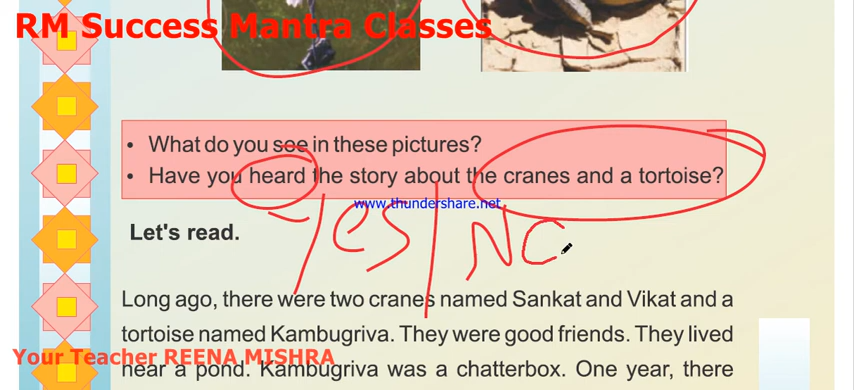 RM Success Mantra Classes
• What do you see in these pictures?
• Have you heard the story about the cranes and a tortoise?
www.thundershare.net
Yes/No
Let's read.
Long ago, there were two cranes named Sankat and Vikat and a
tortoise named Kambugriva. They were good friends. They lived
Your Teacher REENA MISHRA
near a pond. Kambugriva was a chatterbox. One year, there